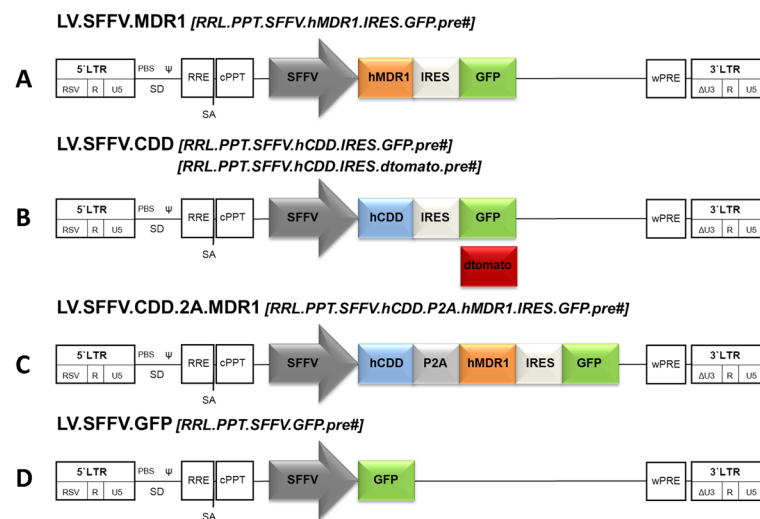 LV.SFFV.MDR1 [RRL.PPT.SFFV.hMDR1.IRES.GFP.pre#]
A
5`LTR PBS Ψ RRE cPPT SFFV hMDR1 IRES GFP wPRE 3`LTR
RSV R U5 SD ΔU3 R U5
SA
LV.SFFV.CDD [RRL.PPT.SFFV.hCDD.IRES.GFP.pre#]
[RRL.PPT.SFFV.hCDD.IRES.dtomato.pre#]
B
5`LTR PBS Ψ RRE cPPT SFFV hCDD IRES GFP wPRE 3`LTR
RSV R U5 SD ΔU3 R U5
SA
dtomato
LV.SFFV.CDD.2A.MDR1 [RRL.PPT.SFFV.hCDD.P2A.hMDR1.IRES.GFP.pre#]
C
5`LTR PBS Ψ RRE cPPT SFFV hCDD P2A hMDR1 IRES GFP wPRE 3`LTR
RSV R U5 SD ΔU3 R U5
SA
LV.SFFV.GFP [RRL.PPT.SFFV.GFP.pre#]
D
5`LTR PBS Ψ RRE cPPT SFFV GFP wPRE 3`LTR
RSV R U5 SD ΔU3 R U5
SA